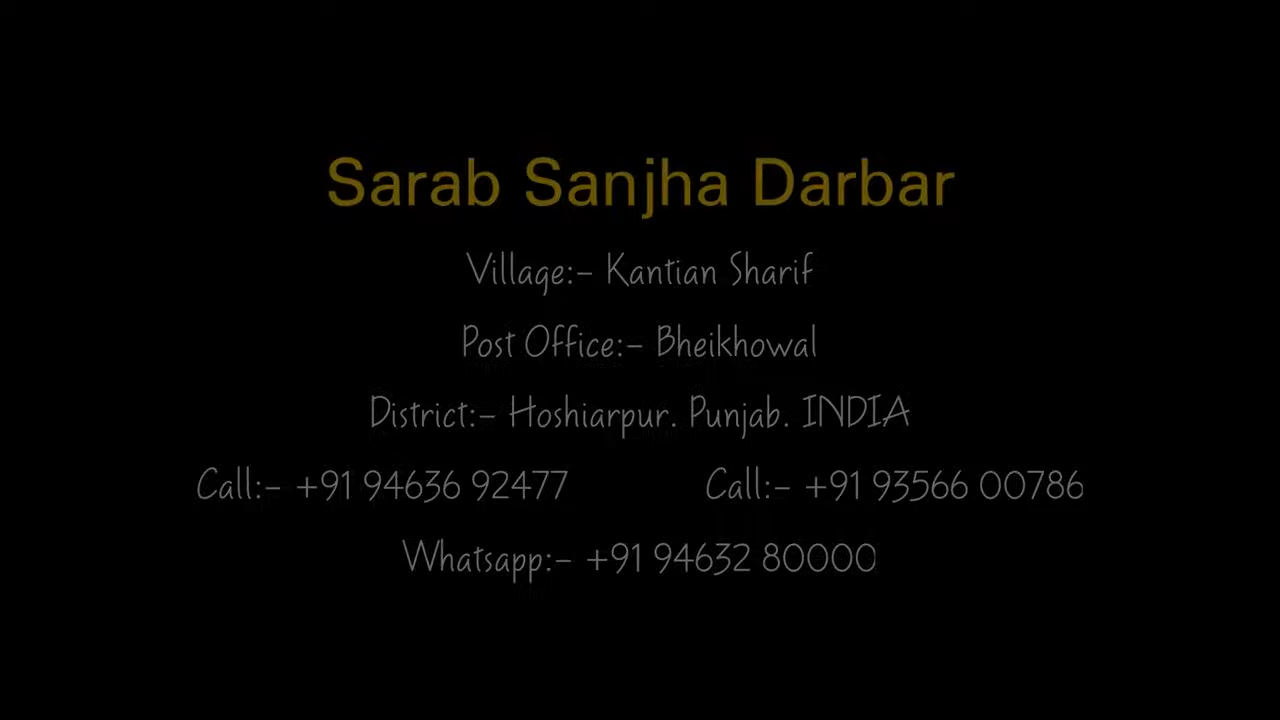 Sarab Sanjha Darbar
Village:- Kantian Sharif
Post Office:- Bheikhowal
District:- Hoshiarpur. Punjab. INDIA
Call:- +91 94636 92477 Call:- +91 93566 00786
Whatsapp:- +91 94632 80000